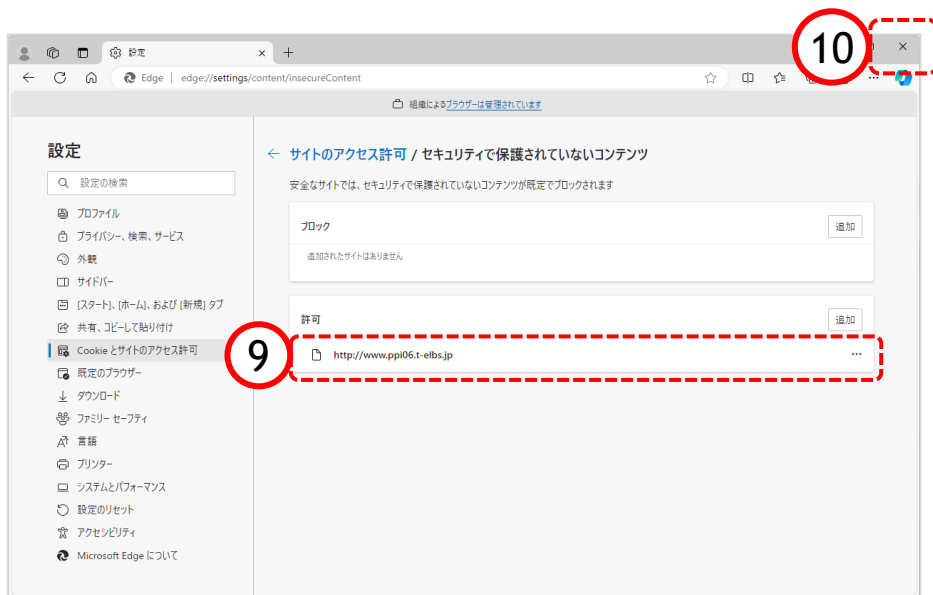 10
設定
Edge | edge://settings/content/insecureContent
組織によるブラウザーは管理されています
設定
設定の検索
プロファイル
プライバシー、検索、サービス
外観
サイドバー
[スタート]、[ホーム]、および [新規] タブ
共有、コピーして貼り付け
Cookie とサイトのアクセス許可
既定のブラウザー
ダウンロード
ファミリー セーフティ
言語
プリンター
システムとパフォーマンス
設定のリセット
アクセシビリティ
Microsoft Edge について
サイトのアクセス許可 / セキュリティで保護されていないコンテンツ
安全なサイトでは、セキュリティで保護されていないコンテンツが既定でブロックされます
ブロック
追加
追加されたサイトはありません
許可
追加
9
http://www.ppi06.t-elbs.jp